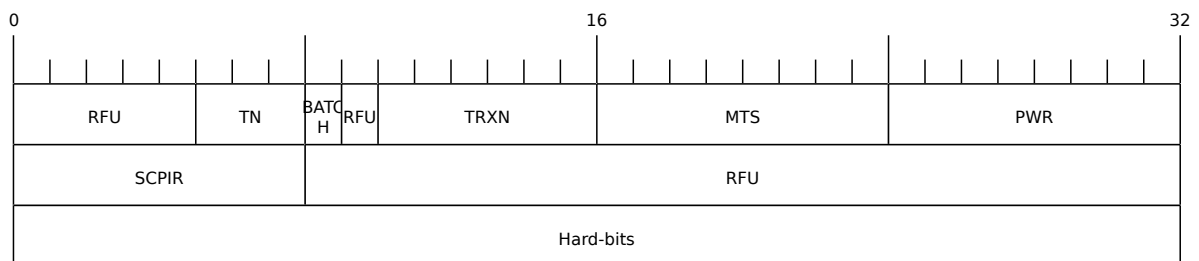 0 16 32
RFU TN BATC RFU TRXN MTS PWR
H
SCPIR RFU
Hard-bits